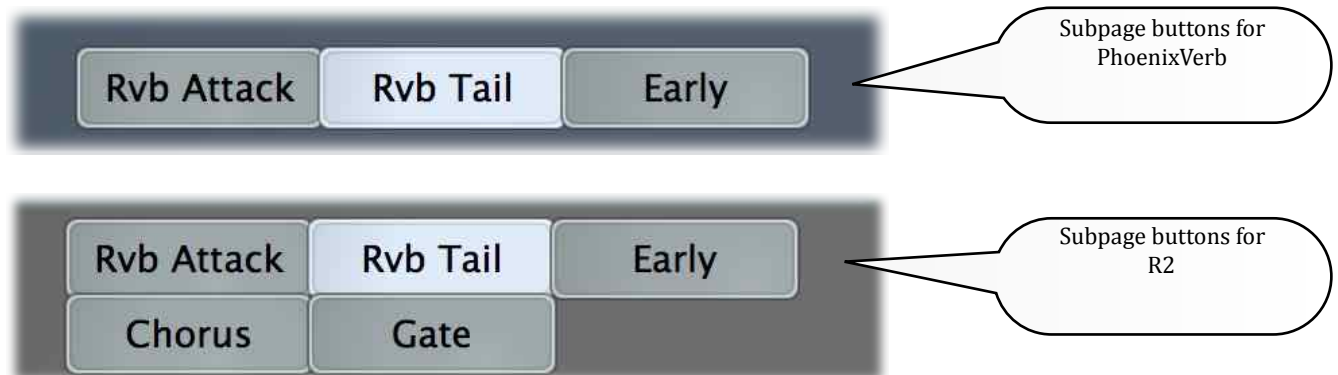 Rvb Attack Rvb Tail Early
Subpage buttons for
PhoenixVerb
Rvb Attack Rvb Tail Early
Chorus Gate
Subpage buttons for
R2